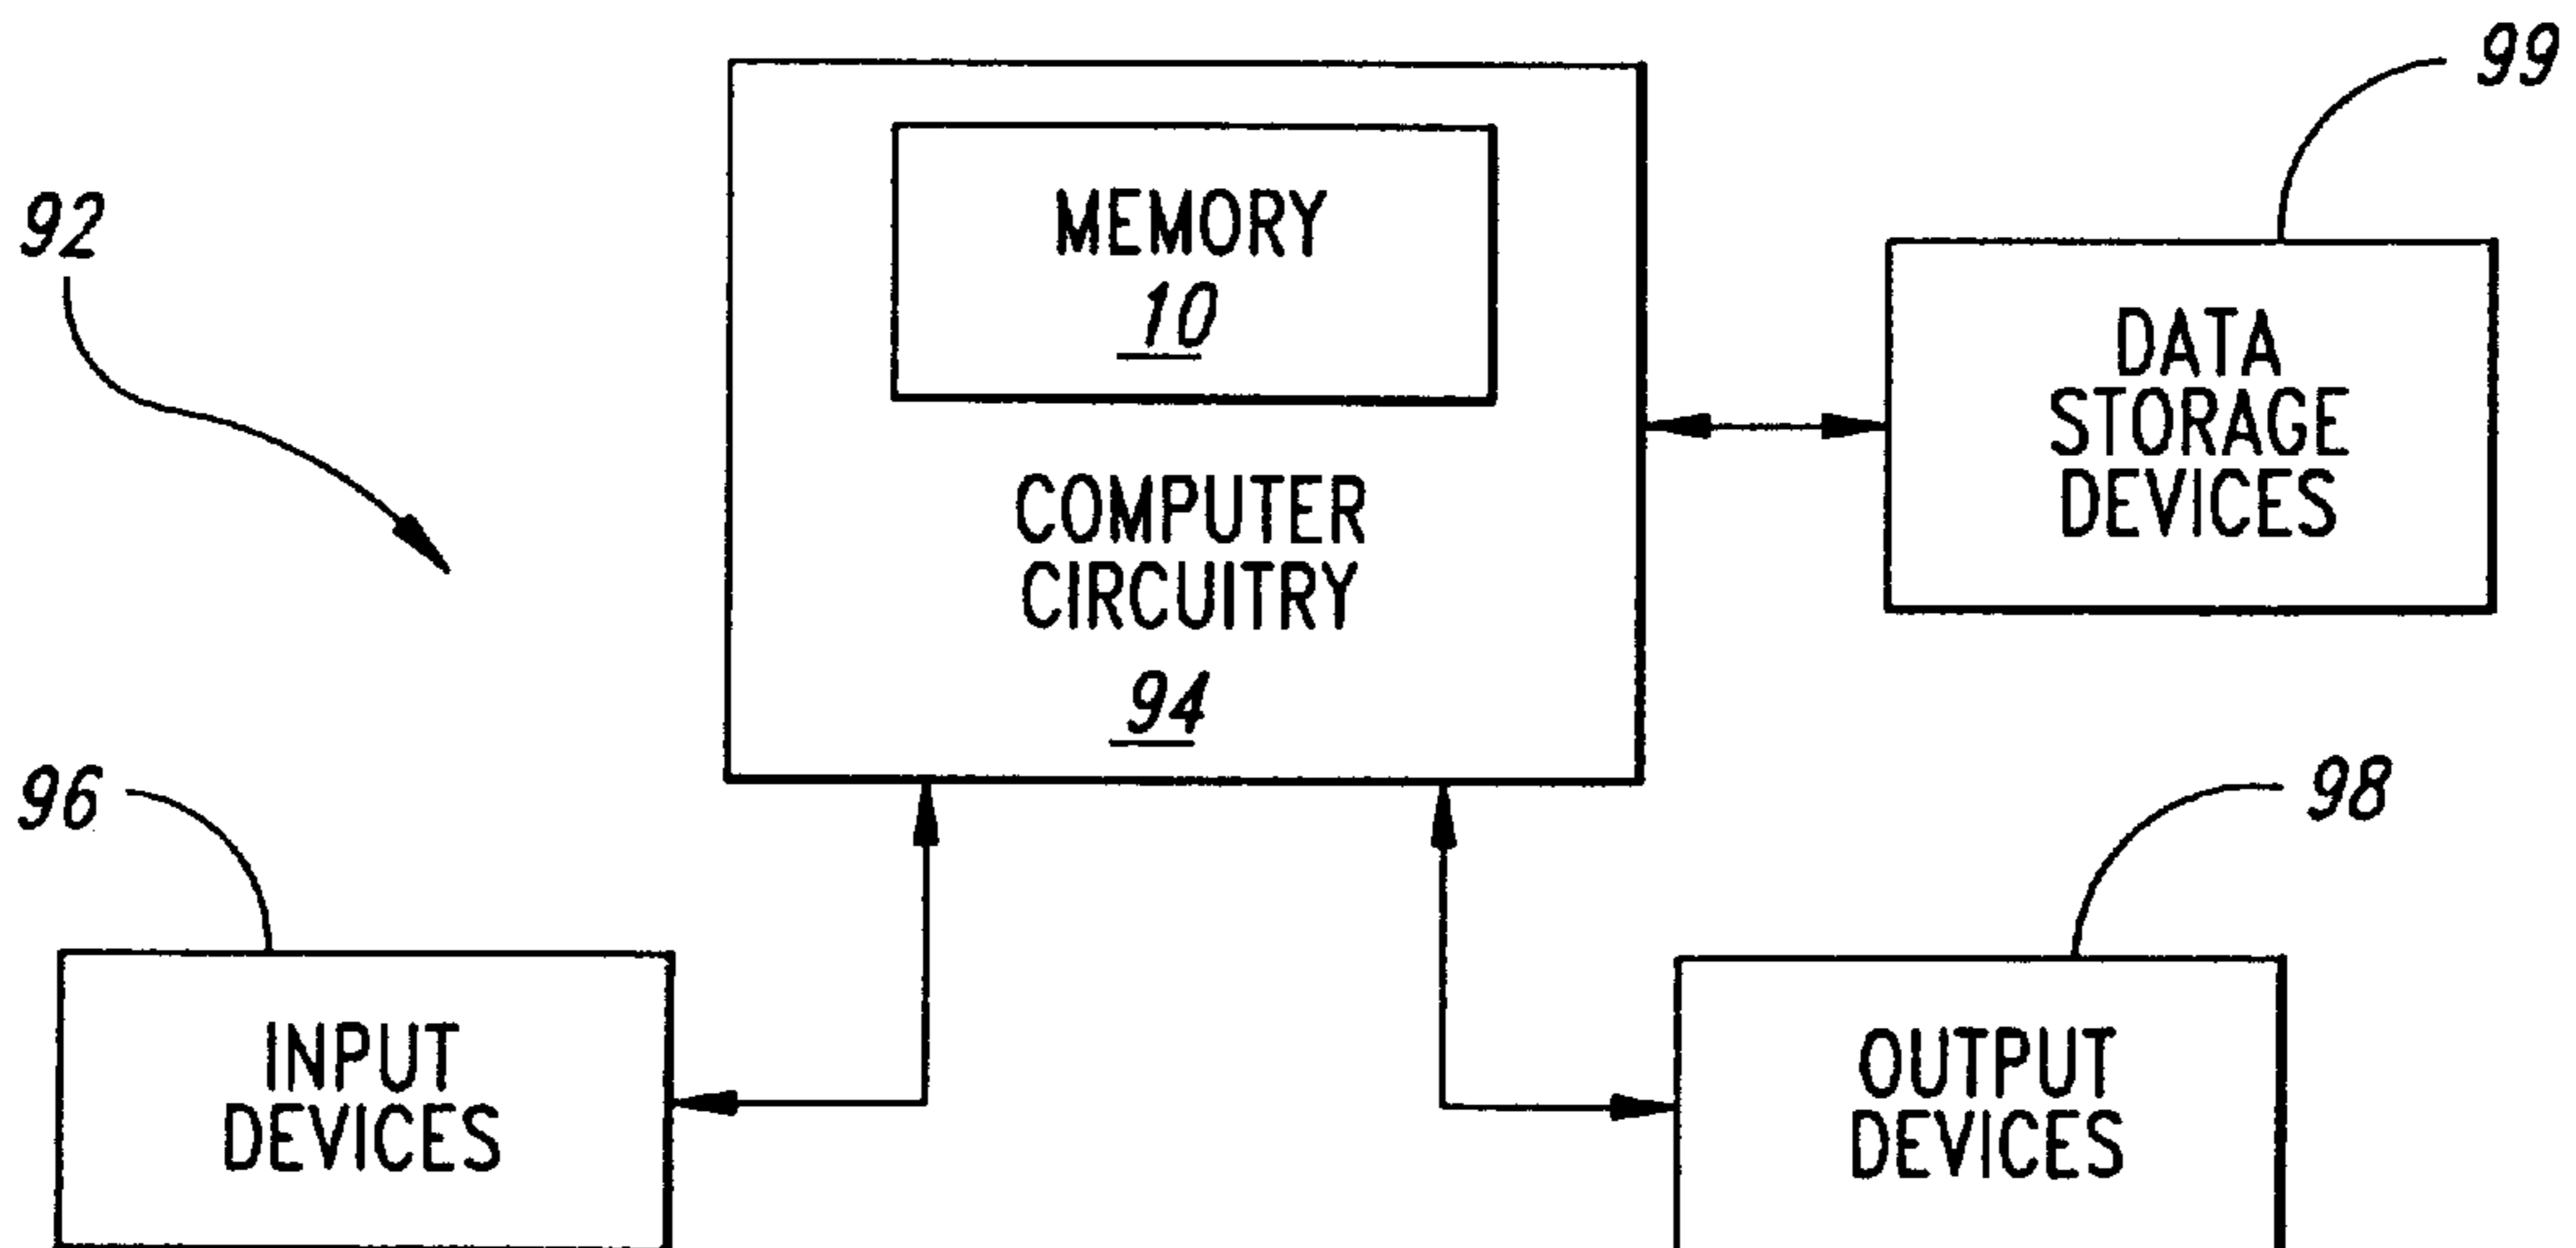 99
92
MEMORY
10
DATA
STORAGE
DEVICES
COMPUTER
CIRCUITRY
94
96
98
INPUT
DEVICES
OUTPUT
DEVICES